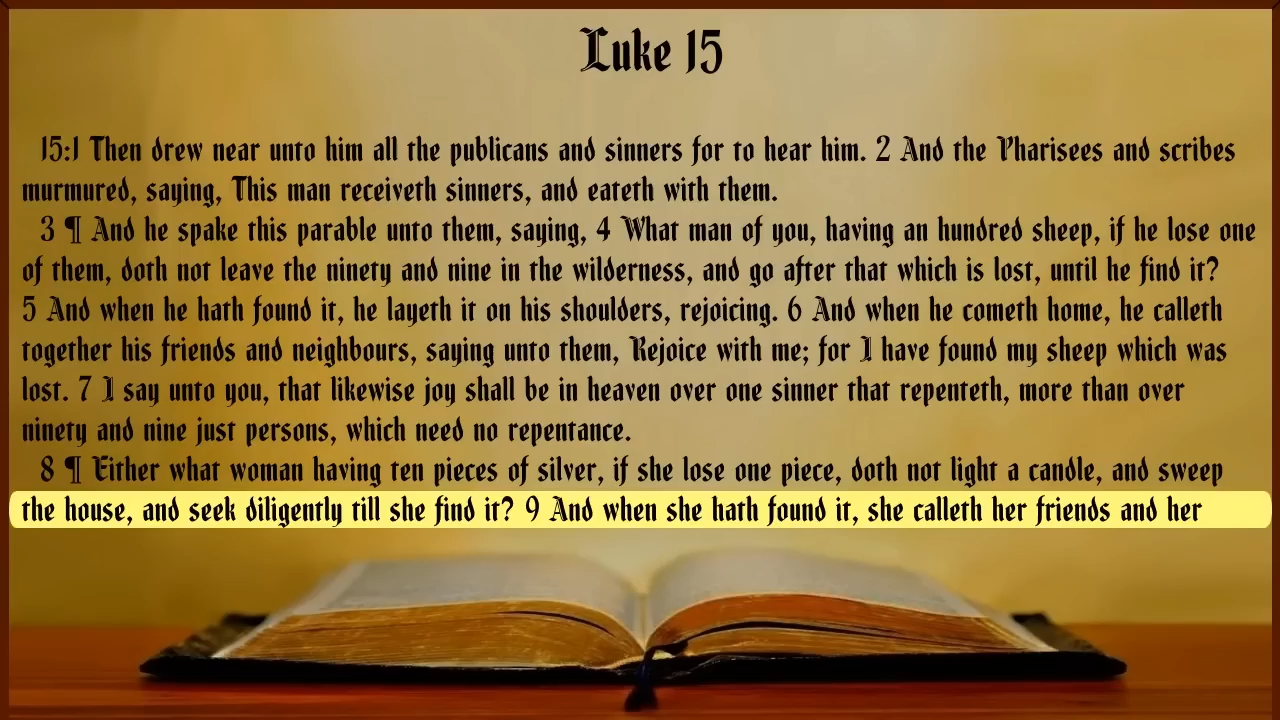 Luke 15
15:1 Then drew near unto him all the publicans and sinners for to hear him. 2 And the Pharisees and scribes
murmured, saying, This man receiveth sinners, and eateth with them.
3 ¶ And he spake this parable unto them, saying, 4 What man of you, having an hundred sheep, if he lose one
of them, doth not leave the ninety and nine in the wilderness, and go after that which is lost, until he find it?
5 And when he hath found it, he layeth it on his shoulders, rejoicing. 6 And when he cometh home, he calleth
together his friends and neighbours, saying unto them, Rejoice with me; for I have found my sheep which was
lost. 7 I say unto you, that likewise joy shall be in heaven over one sinner that repenteth, more than over
ninety and nine just persons, which need no repentance.
8 ¶ Either what woman having ten pieces of silver, if she lose one piece, doth not light a candle, and sweep
the house, and seek diligently till she find it? 9 And when she hath found it, she calleth her friends and her